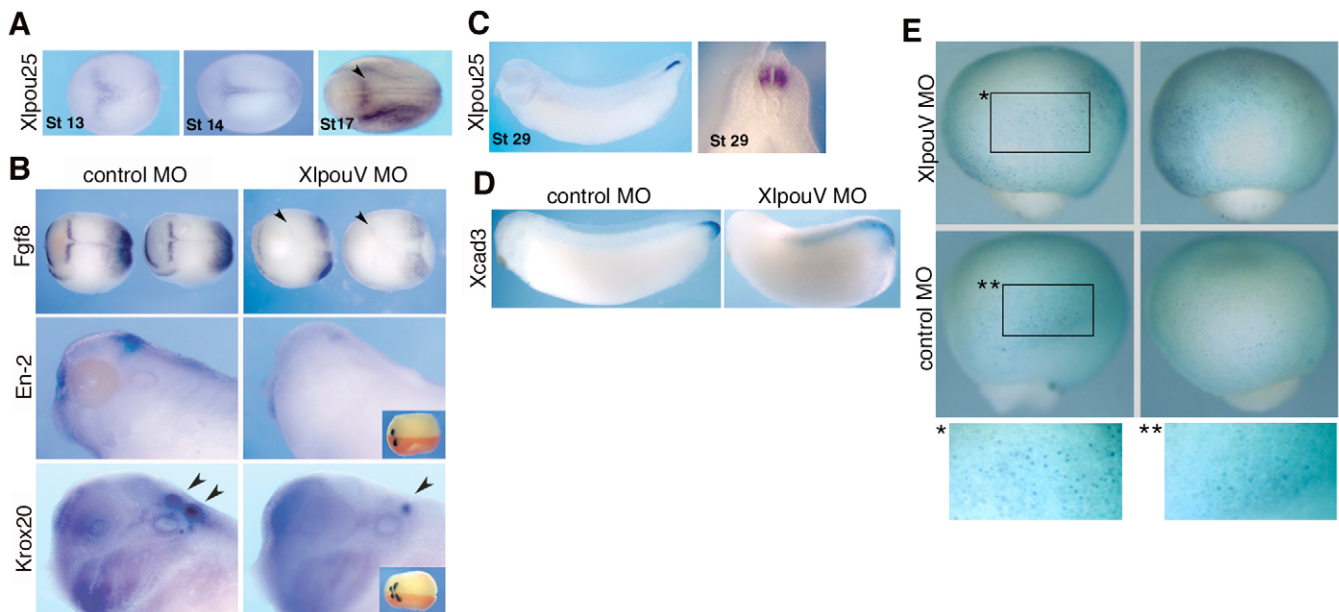 A
Xlpou25
St 13
St 14
St17
B
control MO
XlpouV MO
Fgf8
En-2
Krox20
C
Xlpou25
St 29
St 29
D
control MO
XlpouV MO
Xcad3
E
XlpouV MO
*
control MO
**
*
**